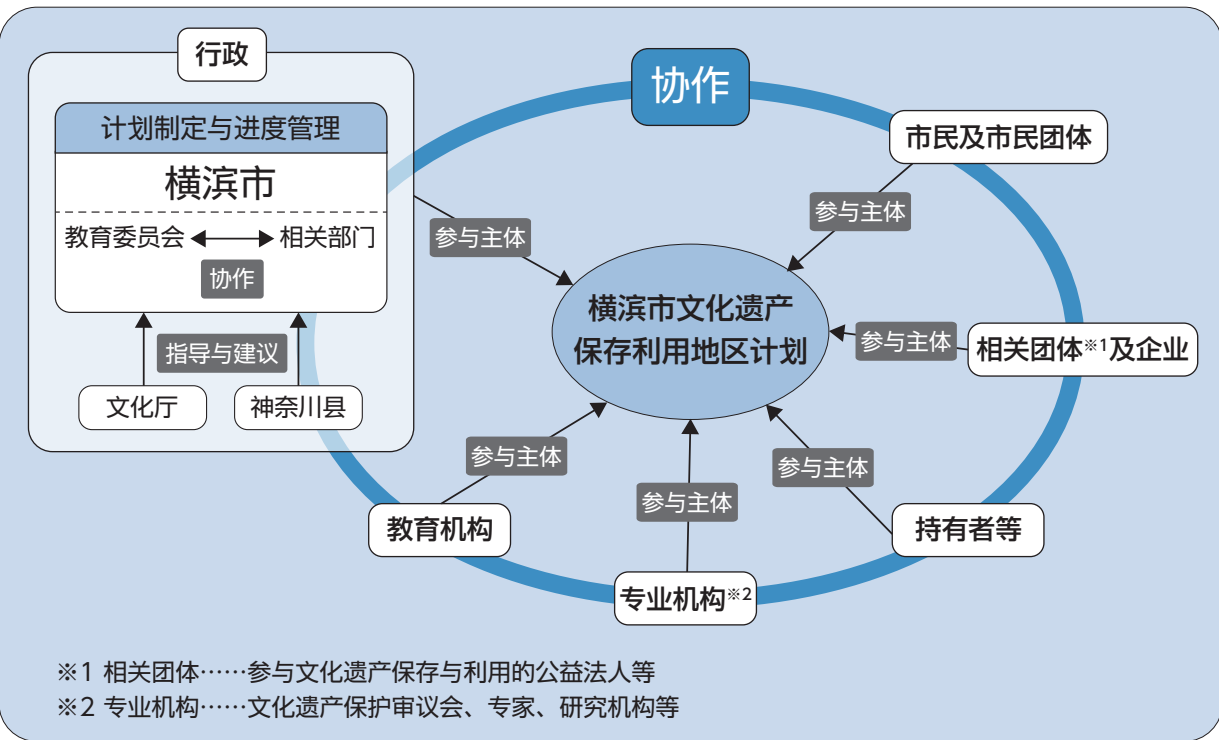 行政
计划制定与进度管理
横滨市
教育委员会
相关部门
协作
指导与建议
文化厅
神奈川县
协作
市民及市民团体
参与主体
参与主体
横滨市文化遗产
保存利用地区计划
参与主体
相关团体※1及企业
参与主体
参与主体
参与主体
教育机构
专业机构※2
持有者等
※1 相关团体……参与文化遗产保存与利用的公益法人等
※2 专业机构……文化遗产保护审议会、专家、研究机构等